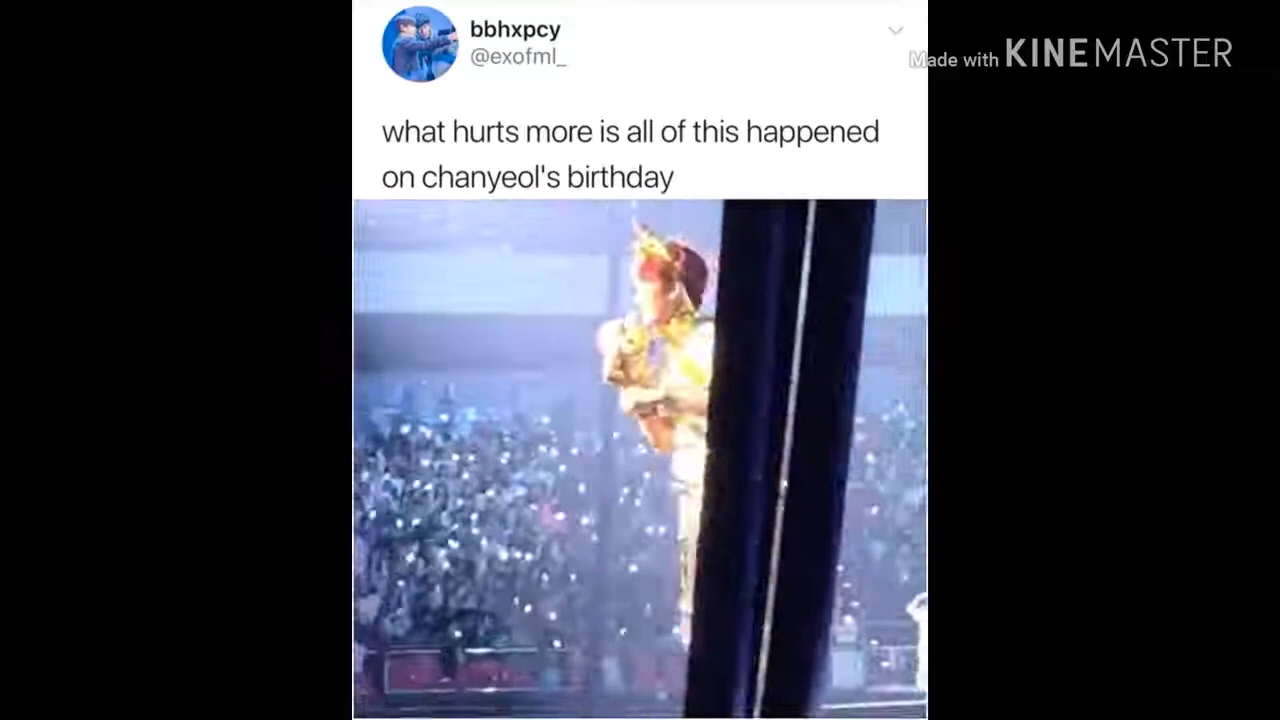 bbhxpcy
@exofml_
Made with KINEMASTER
what hurts more is all of this happened
on chanyeol's birthday